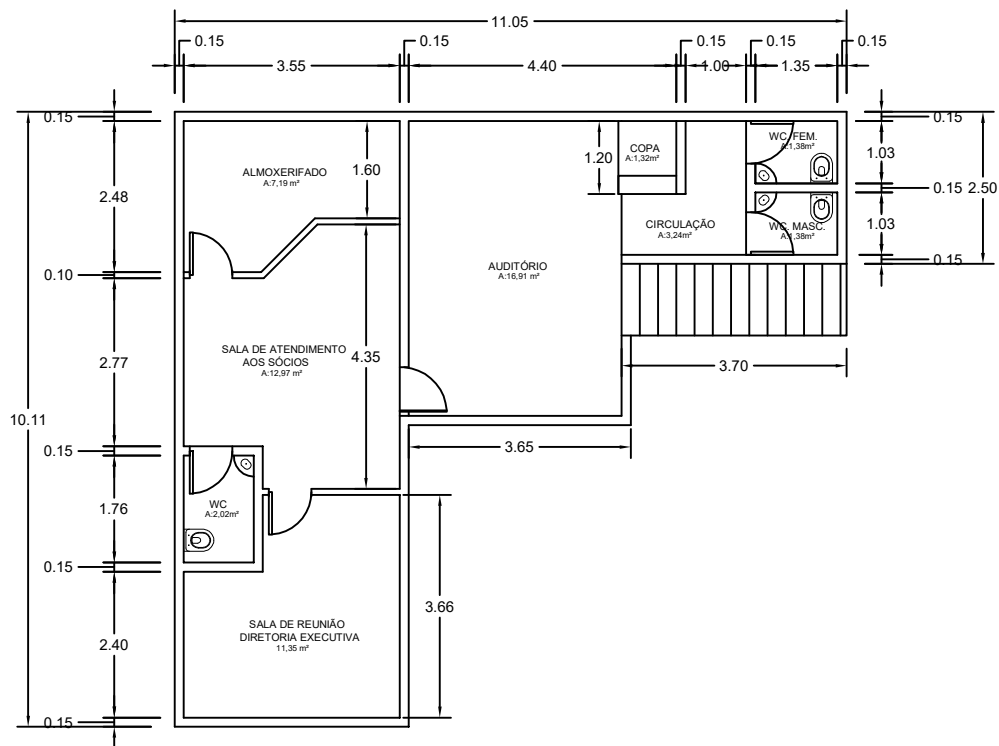 11.05
0.15
0.15
0.15
0.15
0.15
3.55
4.40
1.00
1.35
0.15
0.15
ALMOXERIFADO
A:7,19 m²
1.60
1.20
COPA
A:1,32m²
WC. FEM.
A:1,38m²
1.03
2.48
0.15
2.50
CIRCULAÇÃO
A:3,24m²
WC. MASC.
A:1,38m²
1.03
0.15
0.10
AUDITÓRIO
A:16,91 m²
SALA DE ATENDIMENTO
AOS SÓCIOS
A:12,97 m²
4.35
2.77
3.70
10.11
3.65
0.15
1.76
WC
A:2,02m²
0.15
3.66
SALA DE REUNIÃO
DIRETORIA EXECUTIVA
11,35 m²
2.40
0.15